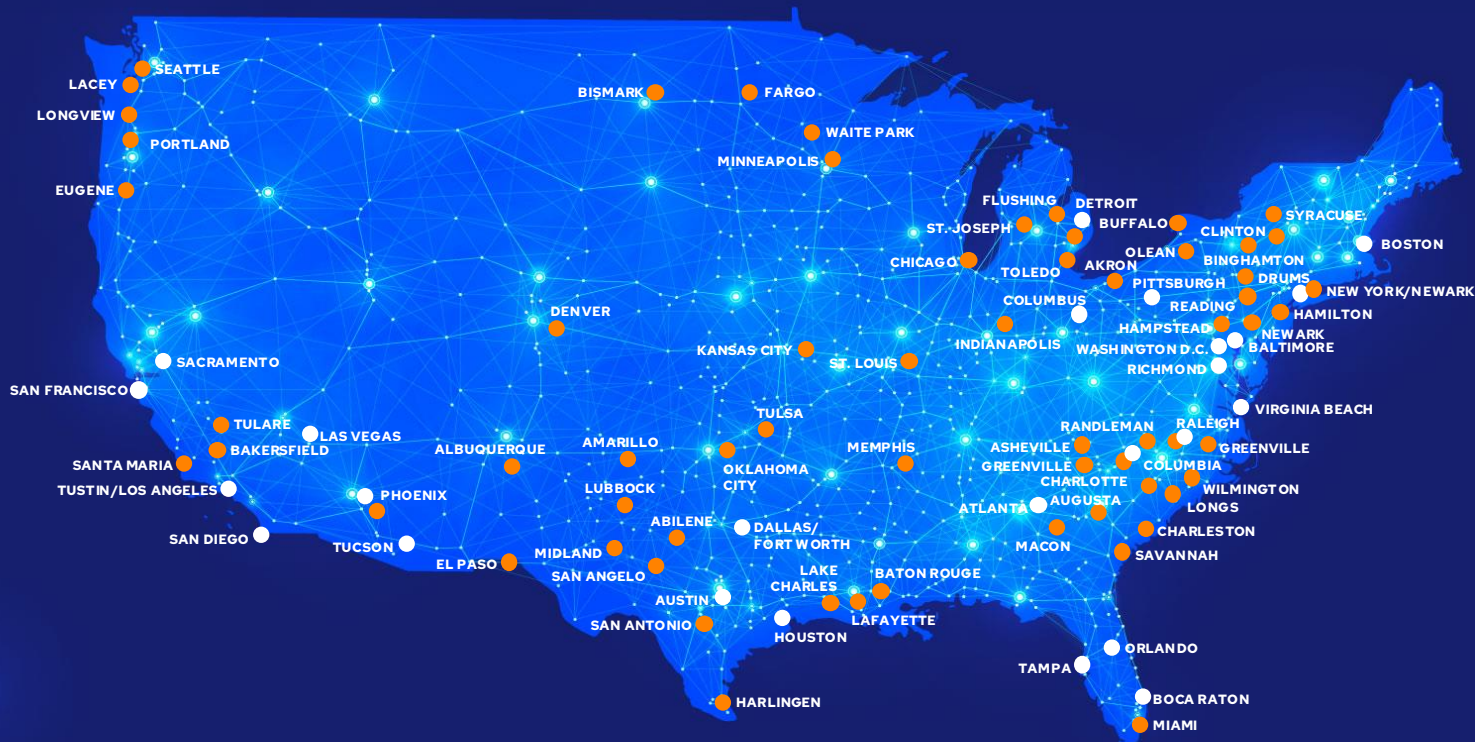 SEATTLE
LACEY
LONGVIEW
PORTLAND
EUGENE
BISMARK
FARGO
WAITE PARK
MINNEAPOLIS
FLUSHING
DETROIT
ST. JOSEPH
BUFFALO
SYRACUSE
CLINTON
BOSTON
CHICAGO
TOLEDO
AKRON
OLEAN
BINGHAMTON
DRUMS
PITTSBURGH
NEW YORK/NEWARK
COLUMBUS
READING
HAMILTON
DENVER
INDIANAPOLIS
HAMPSTEAD
NEWARK
KANSAS CITY
ST. LOUIS
WASHINGTON D.C.
BALTIMORE
RICHMOND
SACRAMENTO
SAN FRANCISCO
VIRGINIA BEACH
TULARE
LAS VEGAS
TULSA
RANDLEMAN
RALEIGH
BAKERSFIELD
ALBUQUERQUE
AMARILLO
MEMPHIS
ASHEVILLE
GREENVILLE
SANTA MARIA
OKLAHOMA
CITY
GREENVILLE
COLUMBIA
TUSTIN/LOS ANGELES
PHOENIX
LUBBOCK
CHARLOTTE
WILMINGTON
ATLANTA
AUGUSTA
LONGS
SAN DIEGO
TUCSON
ABILENE
DALLAS/
FORT WORTH
MACON
CHARLESTON
EL PASO
MIDLAND
SAVANNAH
SAN ANGELO
LAKE
CHARLES
BATON ROUGE
AUSTIN
SAN ANTONIO
LAFAYETTE
HOUSTON
ORLANDO
TAMPA
HARLINGEN
BOCA RATON
MIAMI